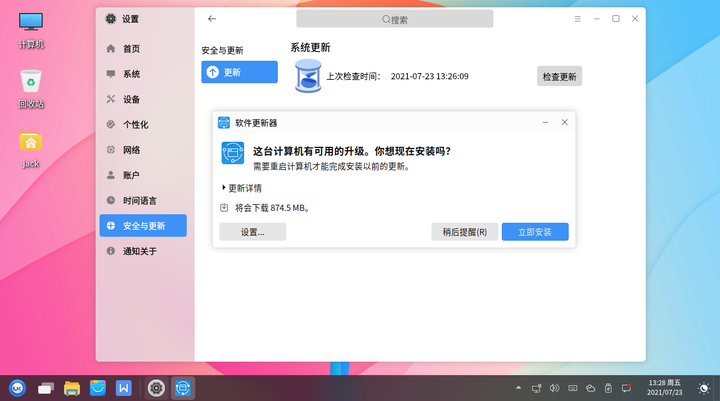 计算机
回收站
jack
设置
搜索
首页
系统
设备
个性化
网络
账户
时间语言
安全与更新
通知关于
安全与更新
更新
系统更新
上次检查时间： 2021-07-23 13:26:09
检查更新
软件更新器
这台计算机有可用的升级。你想现在安装吗？
需要重启计算机才能完成安装以前的更新。
更新详情
将会下载 874.5 MB。
设置...
稍后提醒(R)
立即安装
13:28 周五
2021/07/23